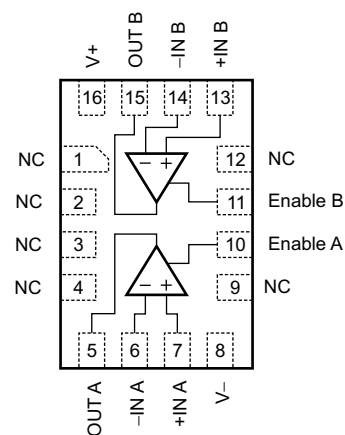 V+
OUT B
−IN B
+IN B
16
15
14
13
− +
NC 1
12 NC
NC 2
11 Enable B
NC 3
10 Enable A
NC 4
9 NC
− +
5
6
7
8
OUT A
−IN A
+IN A
V−